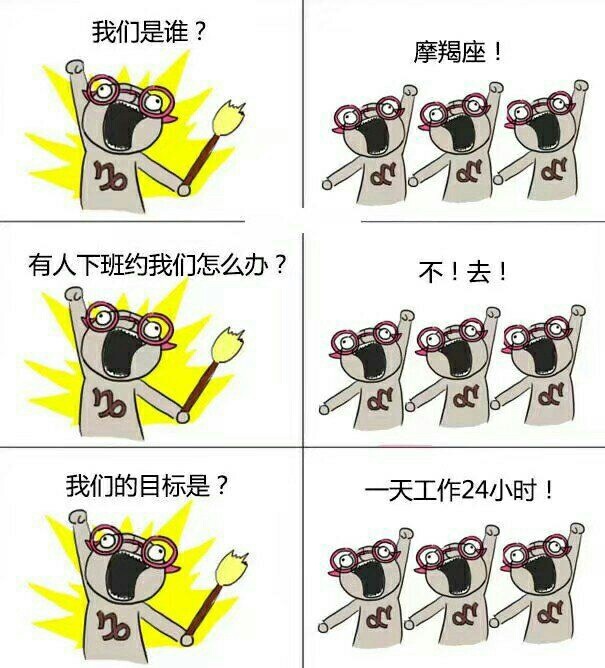 我们是谁？
摩羯座！
有人下班约我们怎么办？
不！去！
我们的目标是？
一天工作24小时！